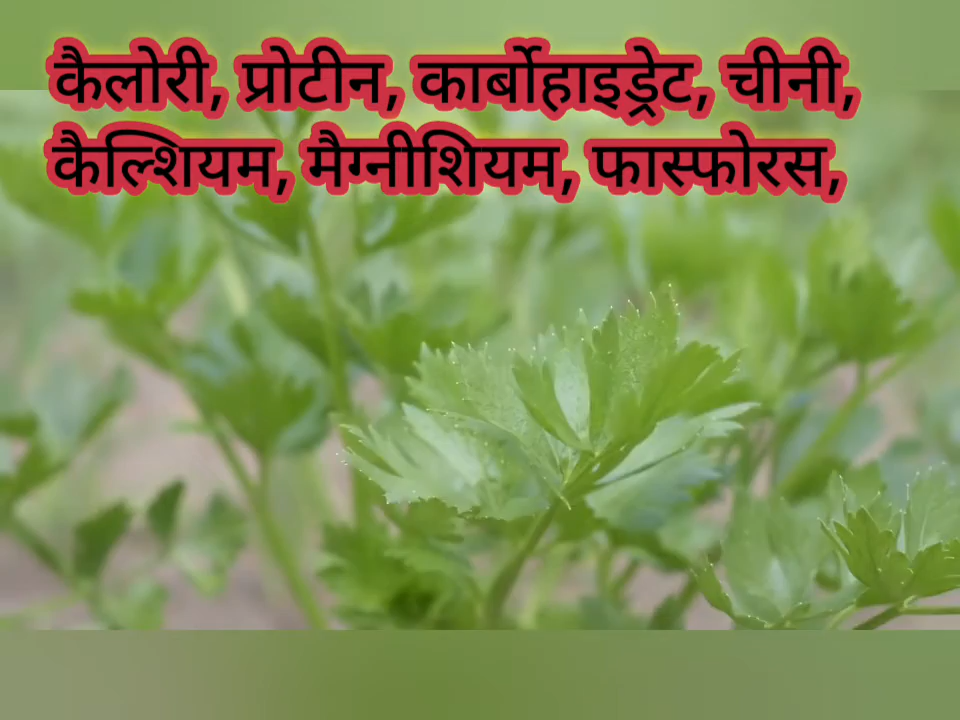 कैलोरी, प्रोटीन, कार्बोहाइड्रेट, चीनी,
कैल्शियम, मैग्नीशियम, फास्फोरस,